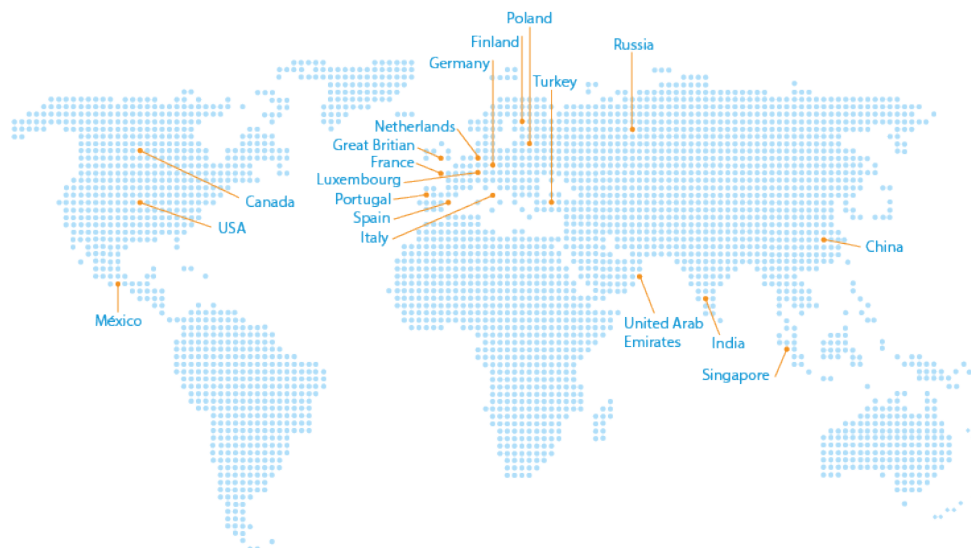 Poland
Finland
Russia
Germany
Turkey
Netherlands
Great Britian
France
Luxembourg
Portugal
Canada
Spain
USA
Italy
China
México
United Arab
Emirates
India
Singapore